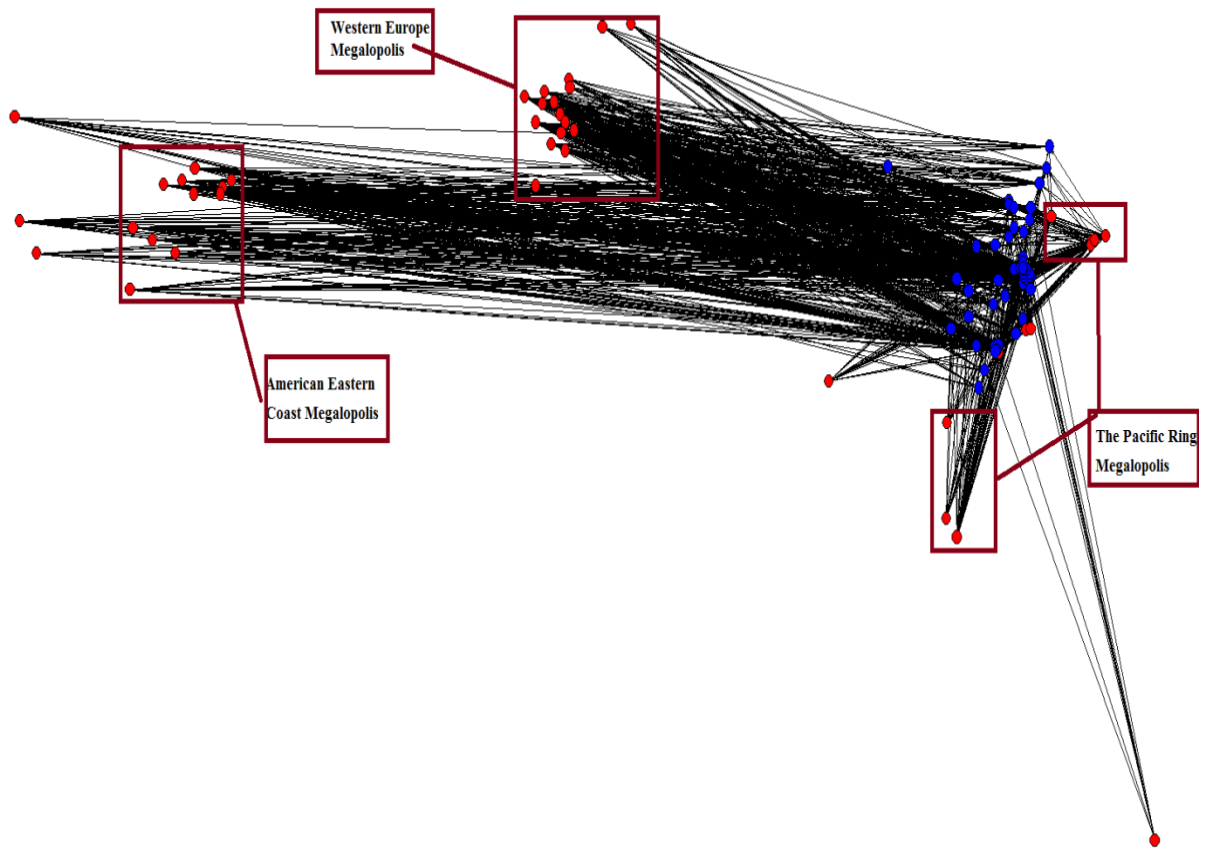 Western Europe
Megalopolis
American Eastern
Coast Megalopolis
The Pacific Ring
Megalopolis